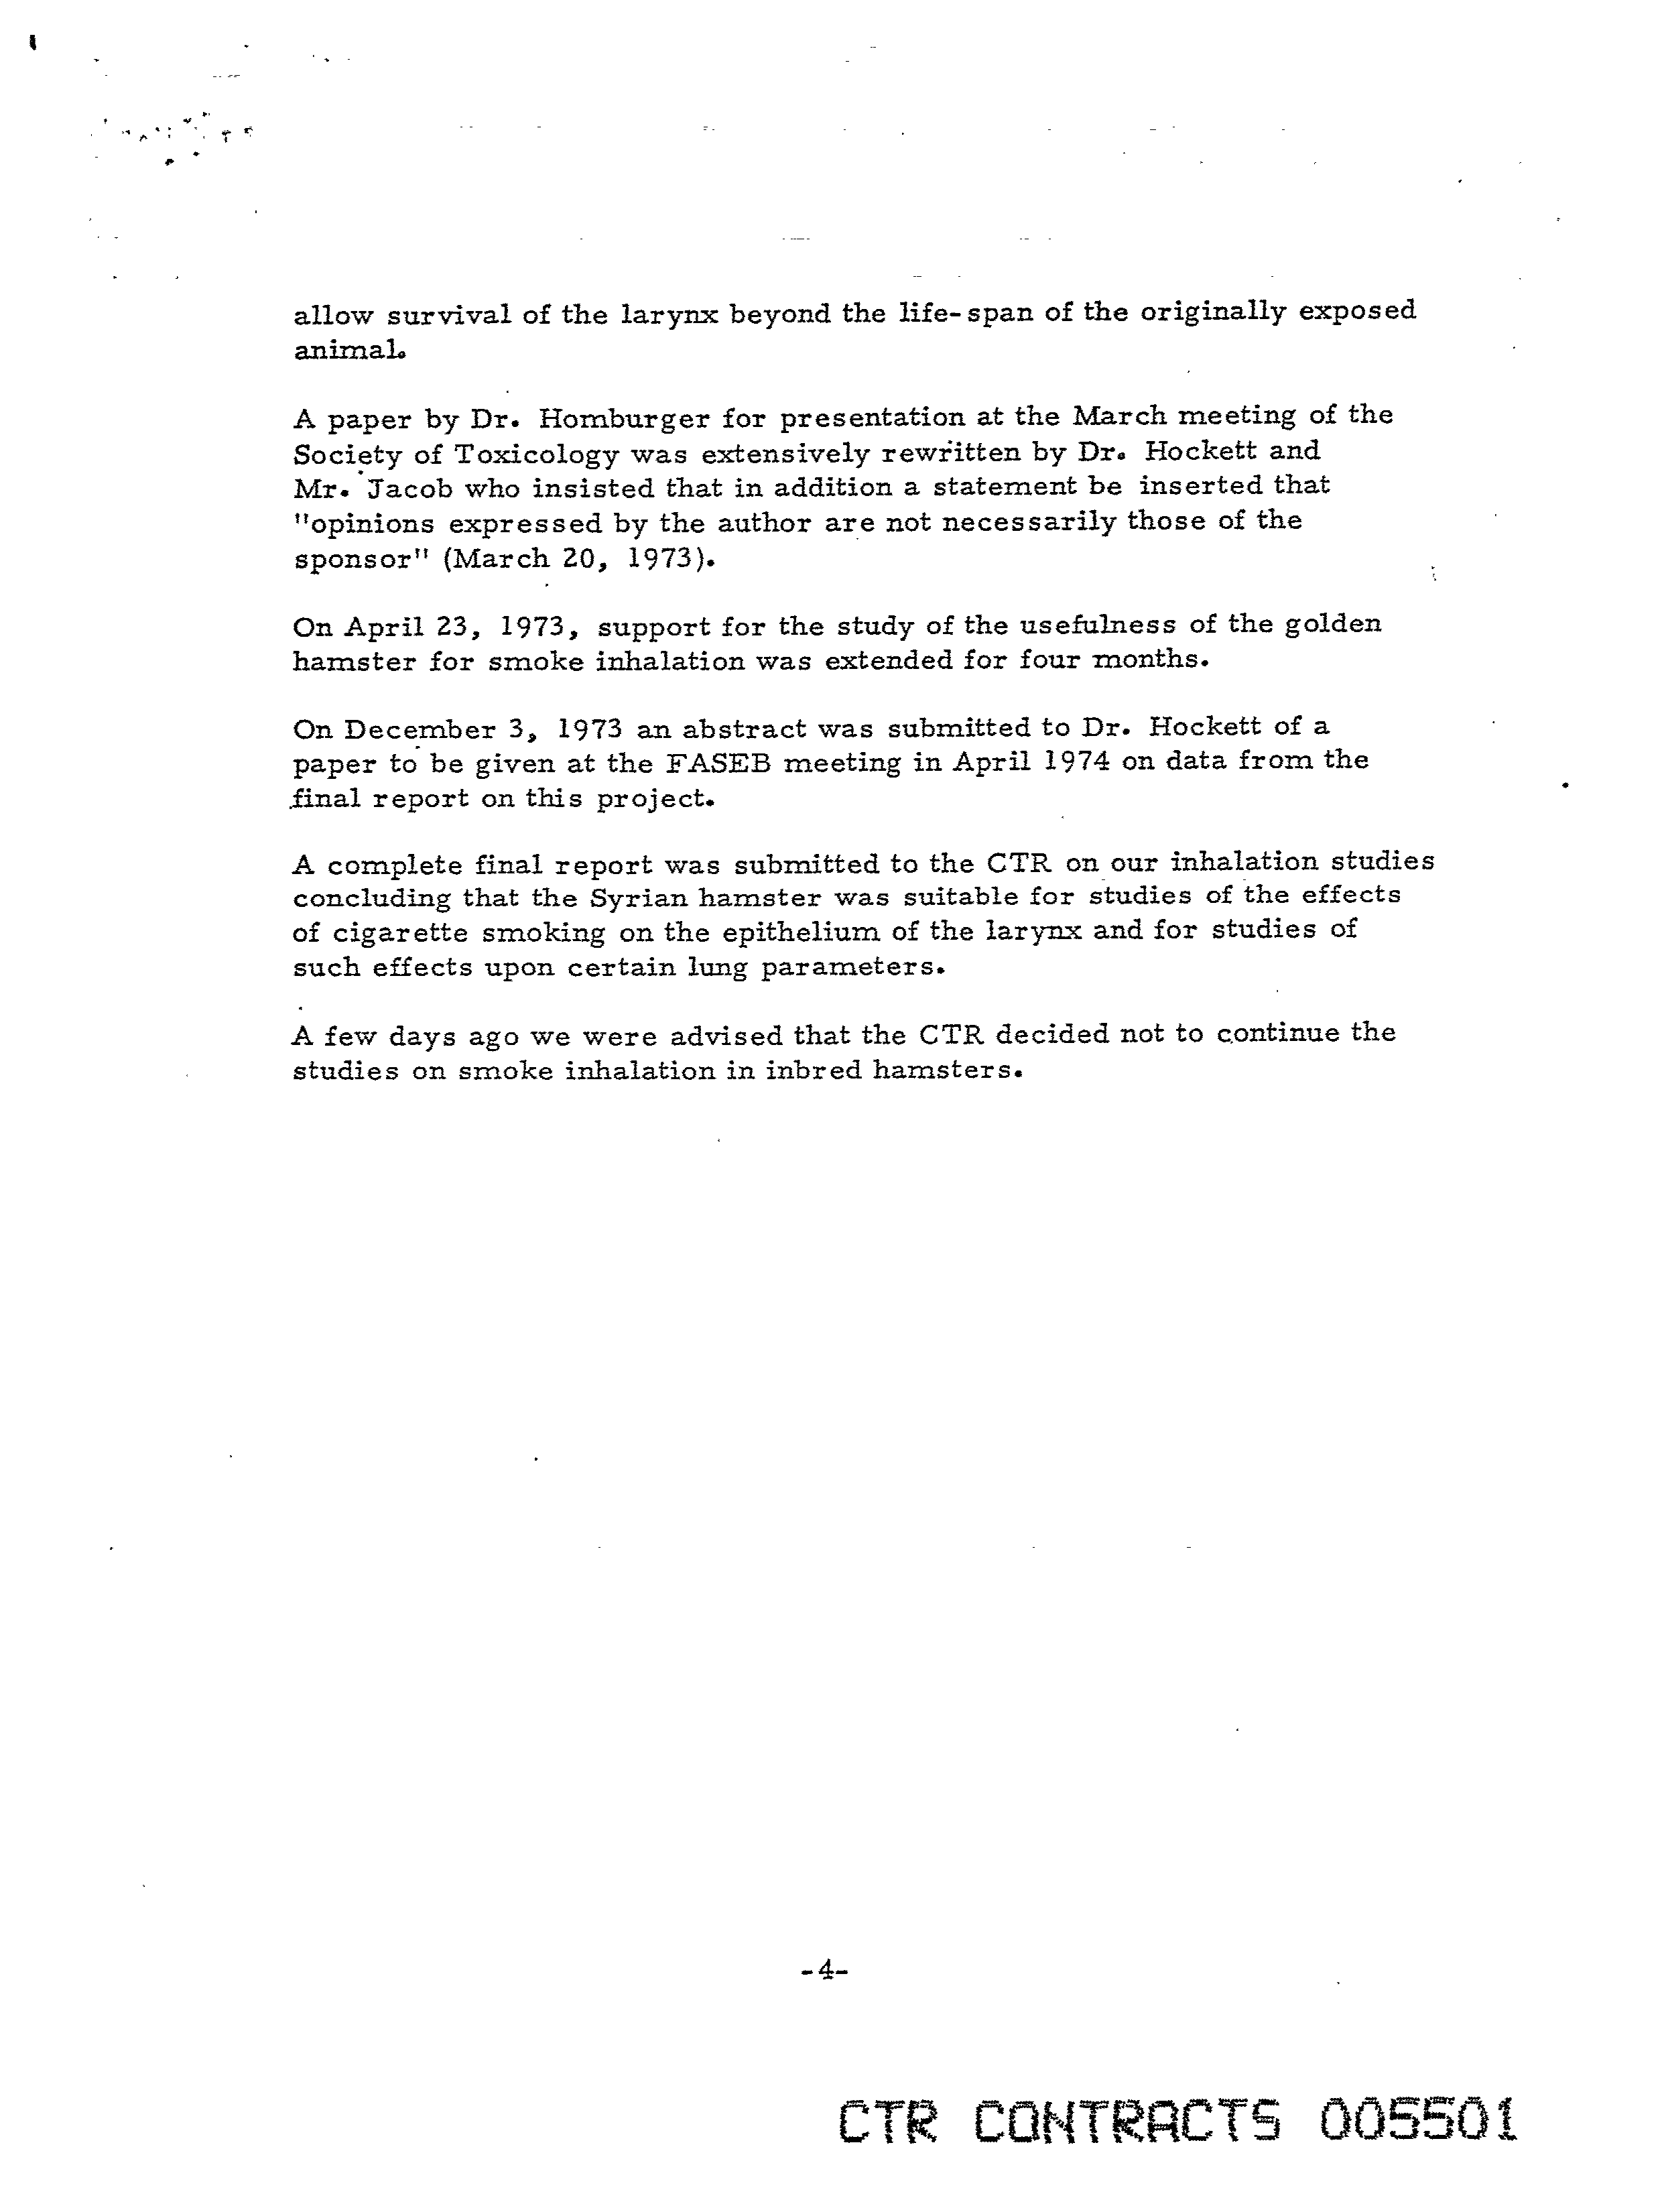 allow survival of the larynx beyond the life-span of the originally exposed
animal.
A paper by Dr. Homburger for presentation at the March meeting of the
Society of Toxicology was extensively rewritten by Dr. Hockett and
Mr. Jacob who insisted that in addition a statement be inserted that
"opinions expressed by the author are not necessarily those of the
sponsor" (March 20, 1973).
On April 23, 1973, support for the study of the usefulness of the golden
hamster for smoke inhalation was extended for four months.
On December 3, 1973 an abstract was submitted to Dr. Hockett of a
paper to be given at the FASEB meeting in April 1974 on data from the
final report on this project.
A complete final report was submitted to the CTR on our inhalation studies
concluding that the Syrian hamster was suitable for studies of the effects
of cigarette smoking on the epithelium of the larynx and for studies of
such effects upon certain lung parameters.
A few days ago we were advised that the CTR decided not to continue the
studies on smoke inhalation in inbred hamsters.
-4-
CTR CONTRACTS 005501